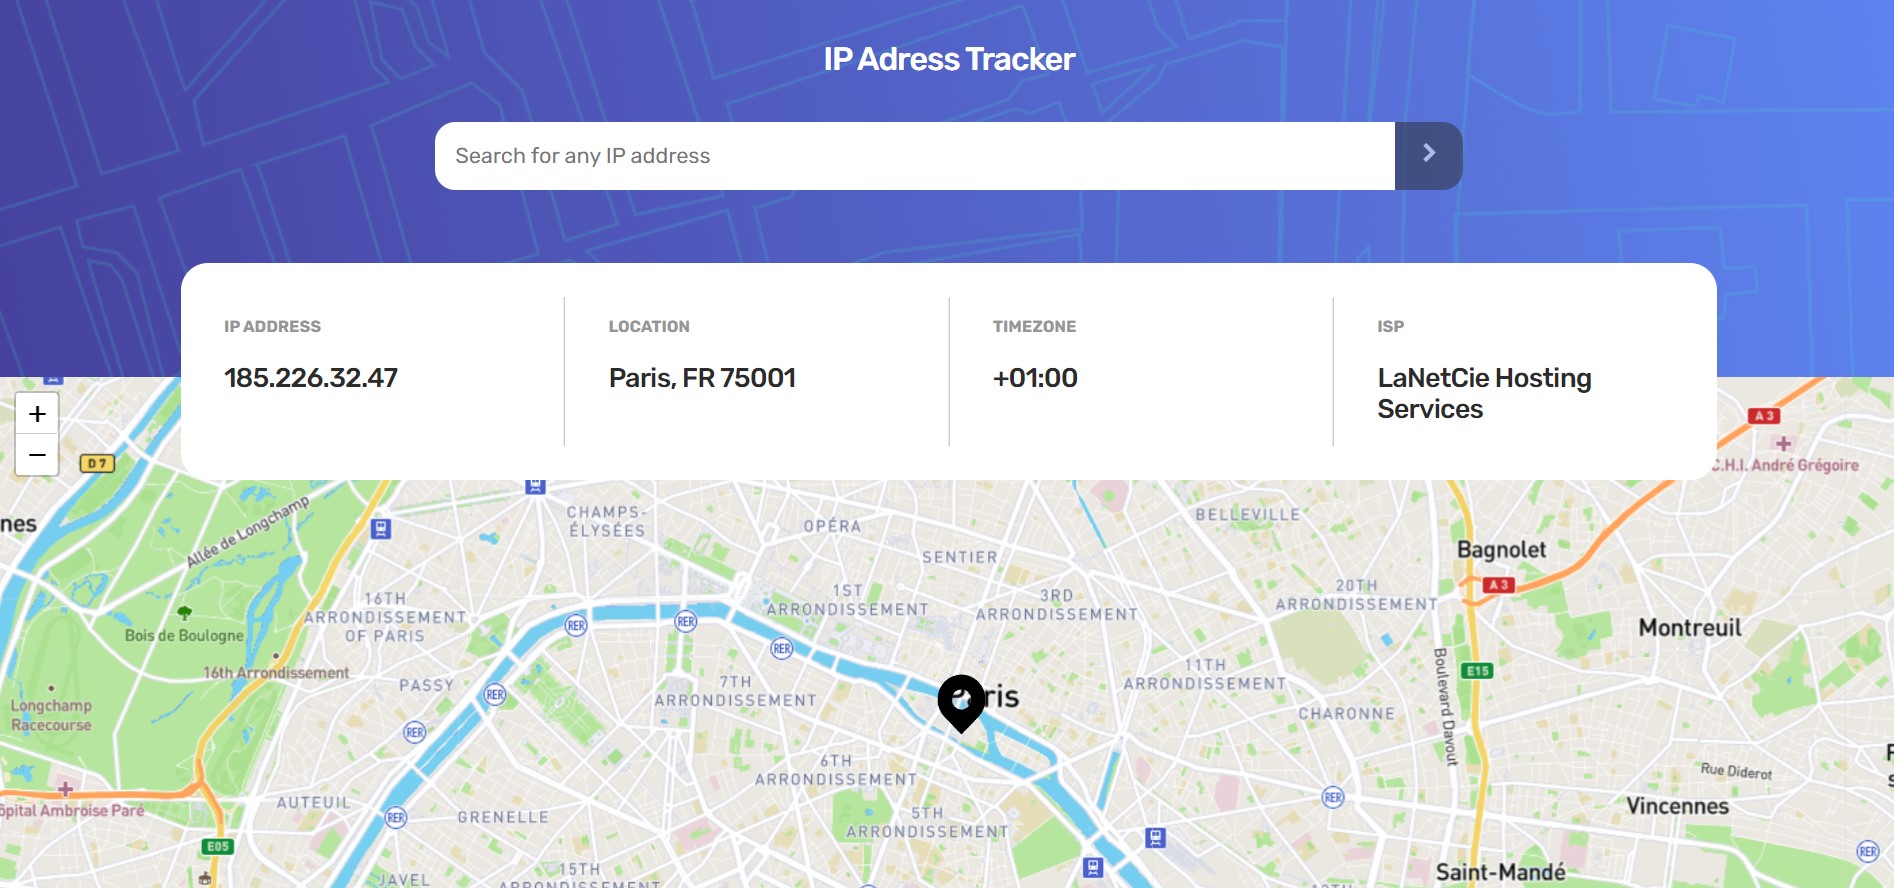 IP Adress Tracker
Search for any IP address
IP ADDRESS
185.226.32.47
LOCATION
Paris, FR 75001
TIMEZONE
+01:00
ISP
LaNetCie Hosting
Services
+
−
D 7
A 3
C.H.I. André Grégoire
nes
Allée de Longchamp
CHAMPS-
ÉLYSÉES
OPÉRA
SENTIER
BELLEVILLE
Bagnolet
A 3
16TH
ARRONDISSEMENT
OF PARIS
1ST
ARRONDISSEMENT
3RD
ARRONDISSEMENT
20TH
ARRONDISSEMENT
Bois de Boulogne
RER
RER
RER
Montreuil
16th Arrondissement
PASSY
RER
7TH
ARRONDISSEMENT
ris
11TH
ARRONDISSEMENT
Boulevard Davout
E15
Longchamp
Racecourse
RER
CHARONNE
6TH
ARRONDISSEMENT
Rue Diderot
ôpital Ambroise Paré
AUTEUIL
RER
GRENELLE
5TH
ARRONDISSEMENT
RER
Vincennes
E05
RER
JAVEL
15TH
ARRONDISSEMENT
Saint-Mandé